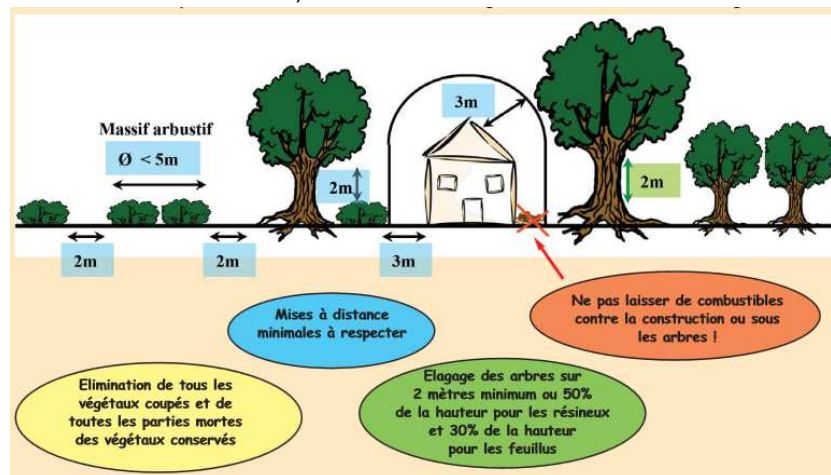 3m
Massif arbustif
Ø < 5m
2m
2m
2m
2m
3m
Mises à distance
minimales à respecter
Ne pas laisser de combustibles
contre la construction ou sous
les arbres !
Elimination de tous les
végétaux coupés et de
toutes les parties mortes
des végétaux conservés
Elagage des arbres sur
2 mètres minimum ou 50%
de la hauteur pour les résineux
et 30% de la hauteur
pour les feuillus